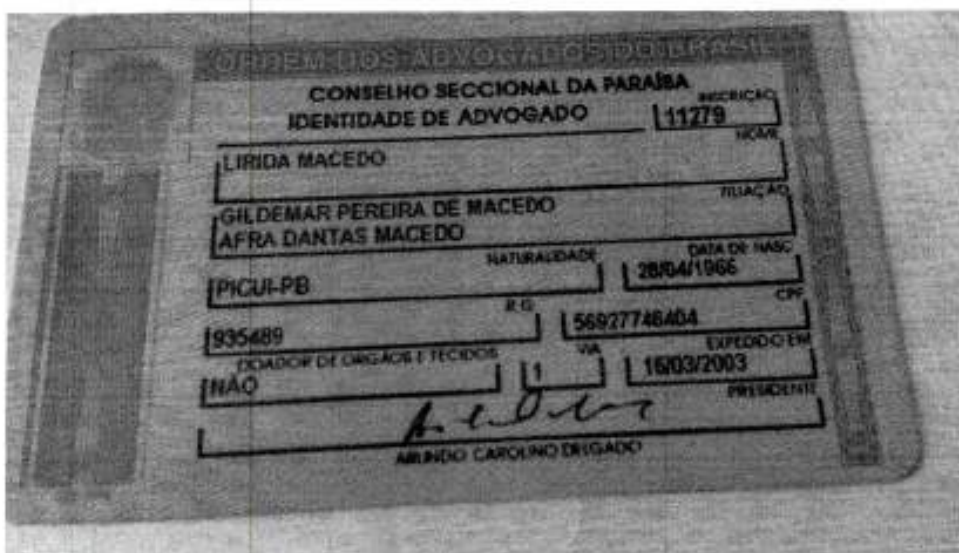 ORDEM DOS ADVOGADOS DO BRASIL
CONSELHO SECCIONAL DA PARAÍBA
IDENTIDADE DE ADVOGADO
INSCRIÇÃO
11279
NOME
LIRIDA MACEDO
FILIAÇÃO
GILDEMAR PEREIRA DE MACEDO
AFRA DANTAS MACEDO
NATURALIDADE
DATA DE NASC
PICUI-PB
28/04/1966
R.G.
CPF
935489
56927746404
DOADOR DE ORGÃOS E TECIDOS
VIA
EXPEDIDO EM
NÃO
1
16/03/2003
PRESIDENTE
ARLINDO CAROLINO DELGADO